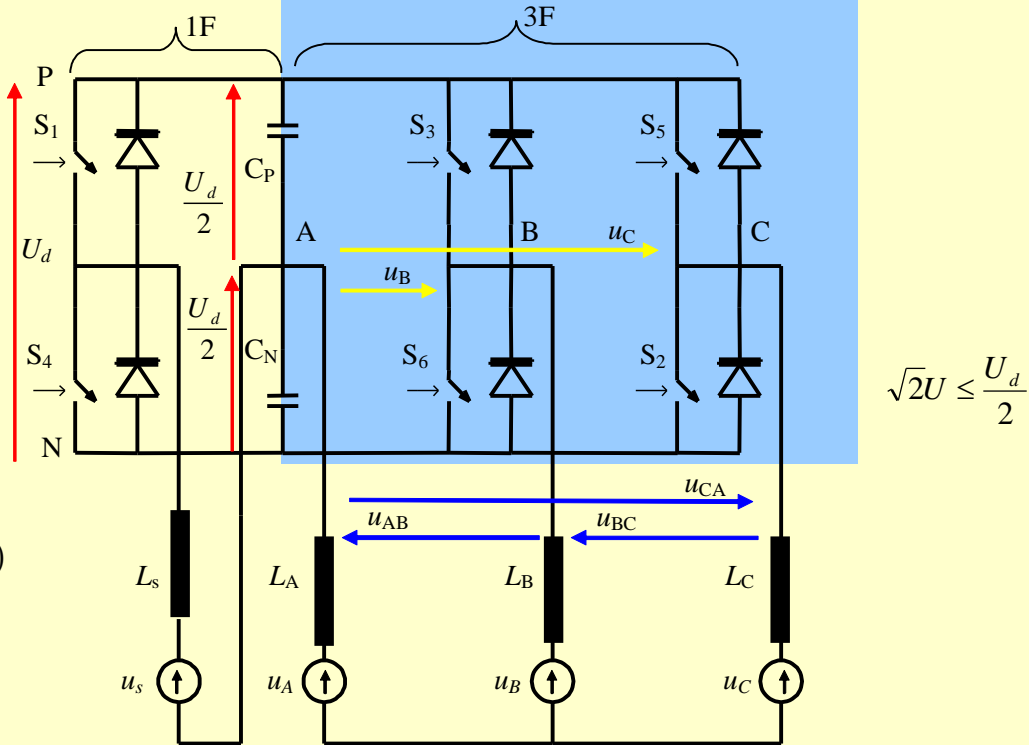 1F 3F
P
S1 S3 S5
CP
Ud/2
A B uC C
Ud
uB
Ud/2
S4 CN S6 S2
√2U ≤ Ud/2
N
uCA
uAB uBC
)
Ls LA LB LC
us uA uB uC